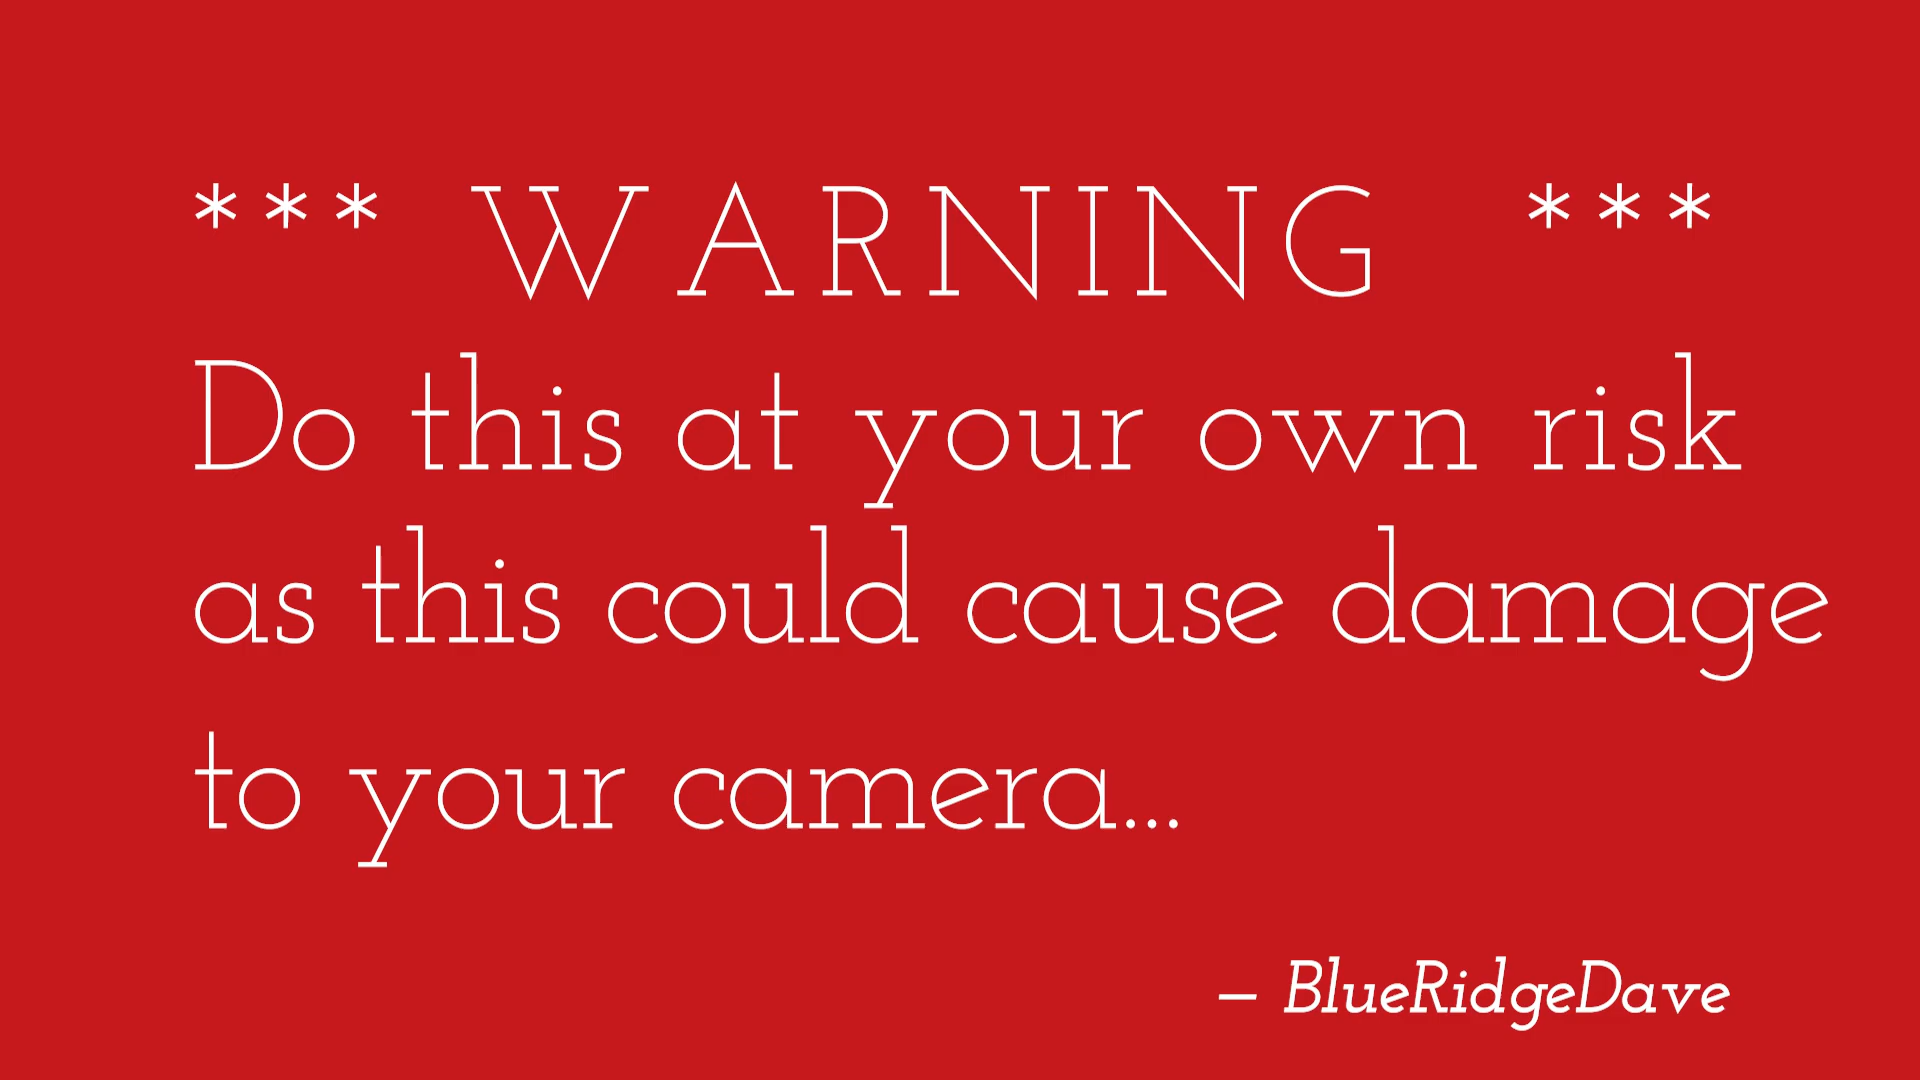 *** WARNING ***
Do this at your own risk
as this could cause damage
to your camera...
– BlueRidgeDave